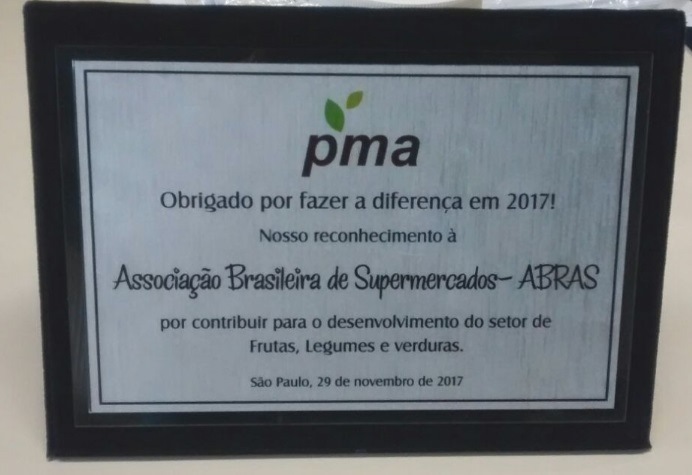 pma
Obrigado por fazer a diferença em 2017!
Nosso reconhecimento à
Associação Brasileira de Supermercados– ABRAS
por contribuir para o desenvolvimento do setor de
Frutas, Legumes e verduras.
São Paulo, 29 de novembro de 2017